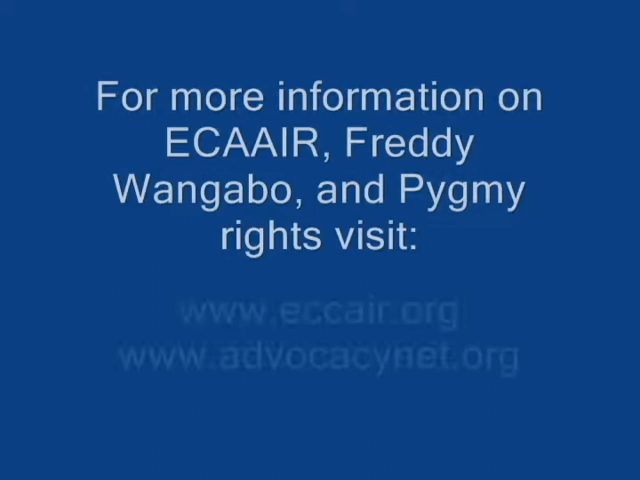 For more information on
ECAAIR, Freddy
Wangabo, and Pygmy
rights visit:
www.eccair.org
www.advocacynet.org